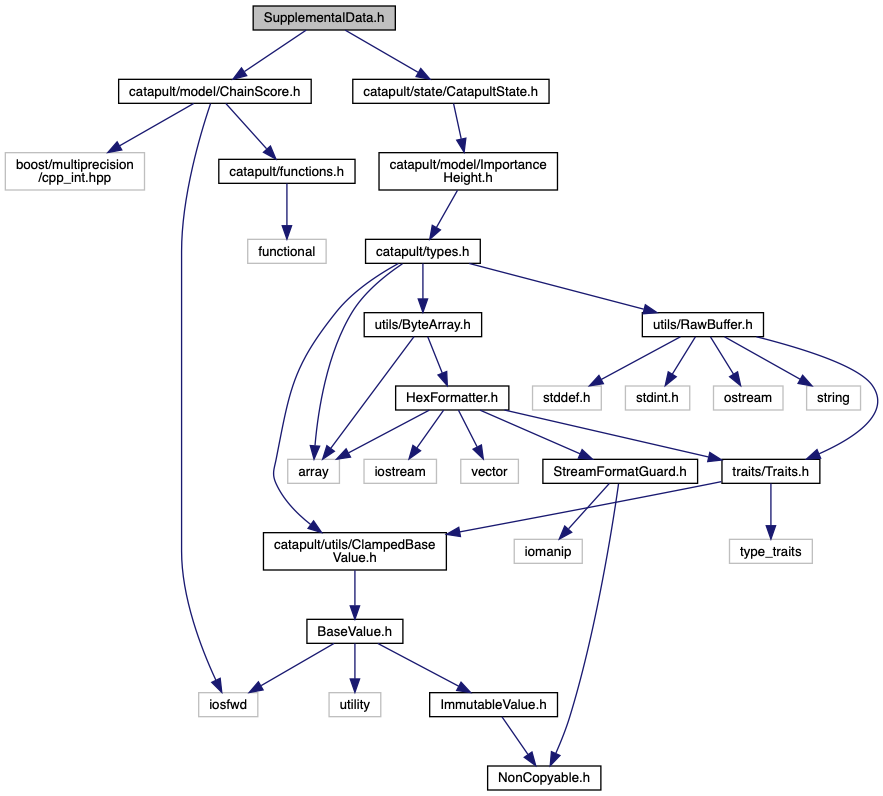 SupplementalData.h
catapult/model/ChainScore.h
catapult/state/CatapultState.h
boost/multiprecision
/cpp_int.hpp
catapult/functions.h
catapult/model/Importance
Height.h
functional
catapult/types.h
utils/ByteArray.h
utils/RawBuffer.h
HexFormatter.h
stddef.h
stdint.h
ostream
string
array
iostream
vector
StreamFormatGuard.h
traits/Traits.h
catapult/utils/ClampedBase
Value.h
iomanip
type_traits
BaseValue.h
iosfwd
utility
ImmutableValue.h
NonCopyable.h